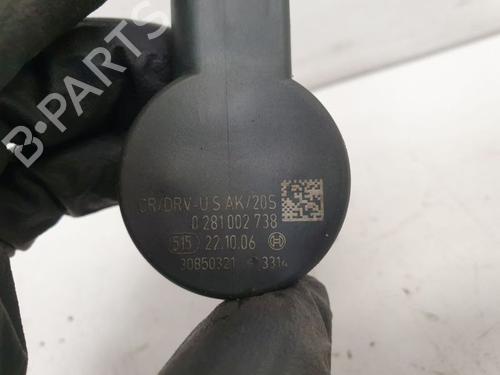 CR/DRV-U S AK/20S
0 281 002 738
515 22.10.06
30850321 3314
B-PARTS